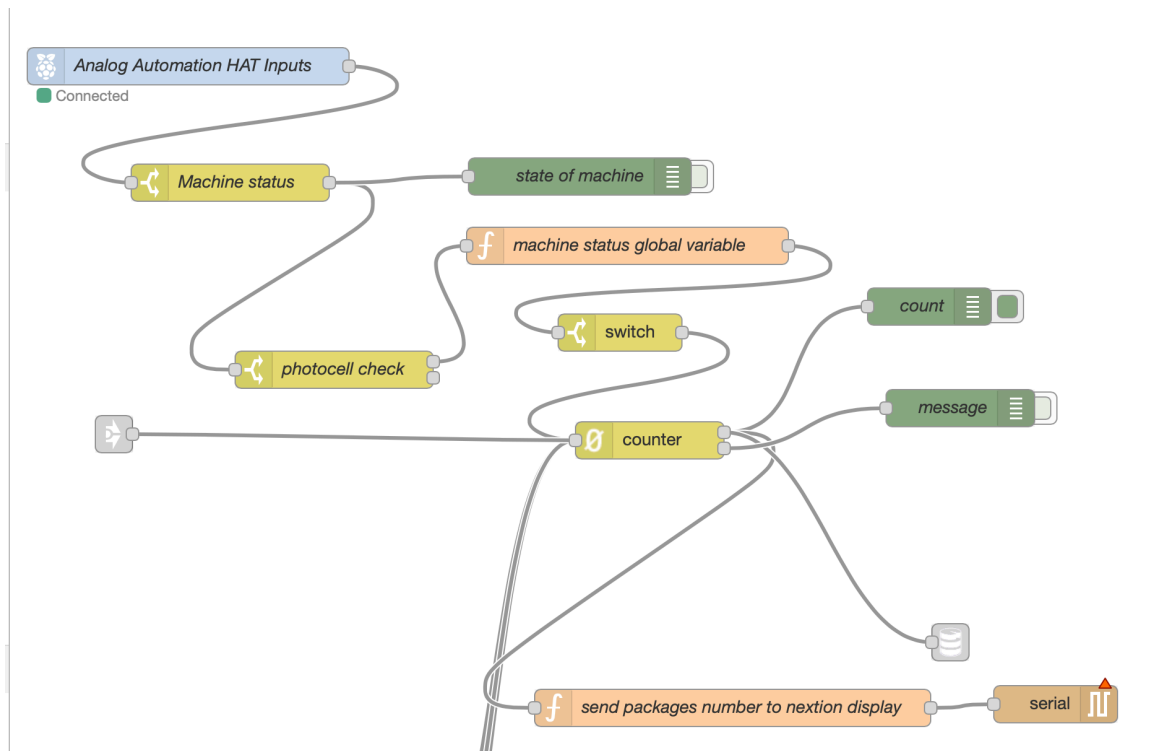 Analog Automation HAT Inputs
Connected
Machine status
state of machine
machine status global variable
count
switch
photocell check
message
counter
send packages number to nextion display
serial